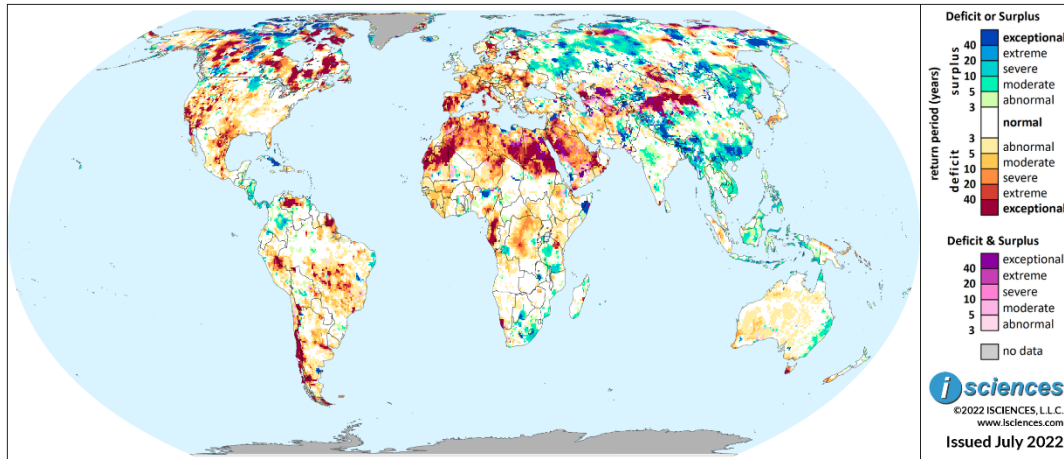 Deficit or Surplus
return period (years)
surplus
deficit
40 exceptional
20 extreme
10 severe
5 moderate
3 abnormal
normal
3 abnormal
5 moderate
10 severe
20 extreme
40 exceptional
Deficit & Surplus
40 exceptional
20 extreme
10 severe
5 moderate
3 abnormal
no data
i sciences
©2022 ISCIENCES, L.L.C.
www.isciences.com
Issued July 2022